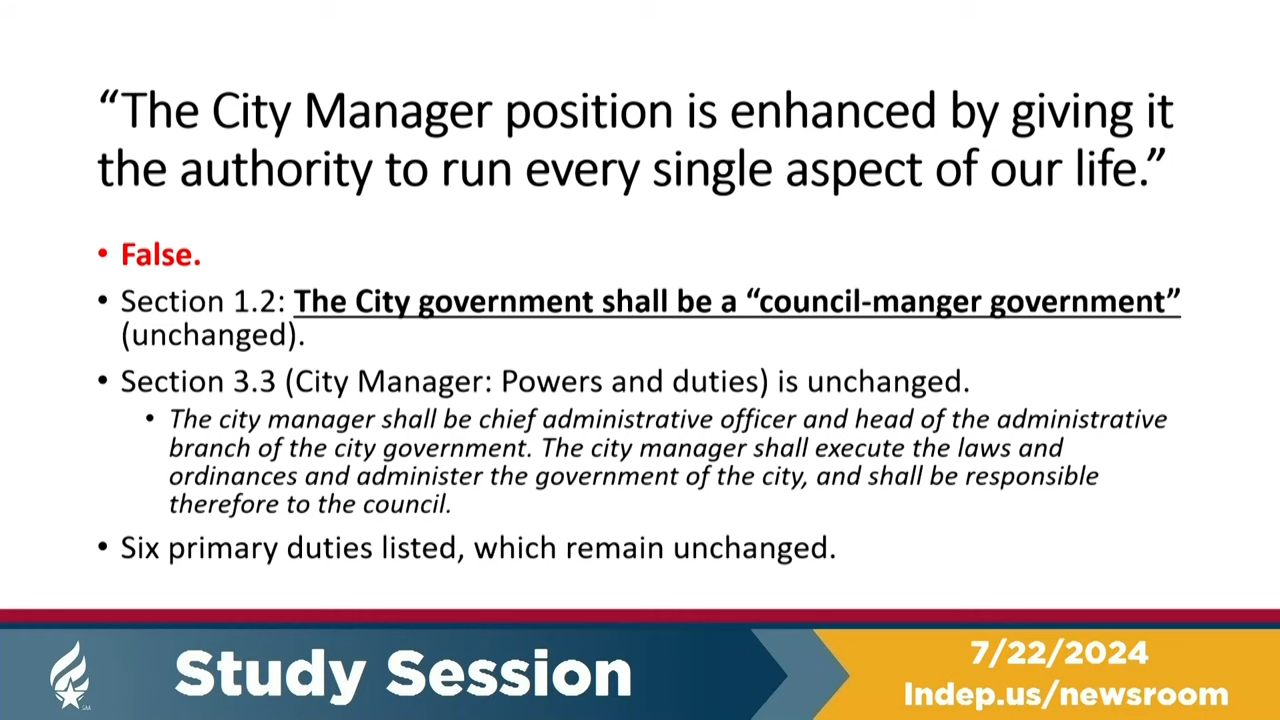 “The City Manager position is enhanced by giving it
the authority to run every single aspect of our life.”
• False.
• Section 1.2: The City government shall be a “council-manger government”
(unchanged).
• Section 3.3 (City Manager: Powers and duties) is unchanged.
• The city manager shall be chief administrative officer and head of the administrative
branch of the city government. The city manager shall execute the laws and
ordinances and administer the government of the city, and shall be responsible
therefore to the council.
• Six primary duties listed, which remain unchanged.
Study Session
7/22/2024
Indep.us/newsroom